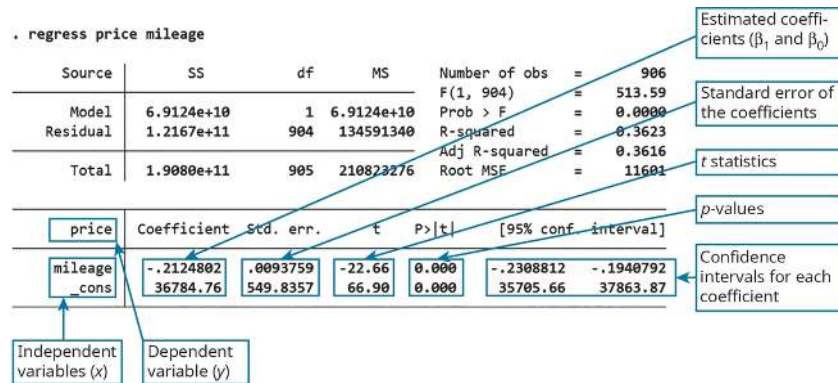 . regress price mileage
Source SS df MS Number of obs = 906
F(1, 904) = 513.59
Model 6.9124e+10 1 6.9124e+10 Prob > F = 0.0000
Residual 1.2167e+11 904 134591340 R-squared = 0.3623
Adj R-squared = 0.3616
Total 1.9080e+11 905 210823276 Root MSE = 11601
price Coefficient Std. err. t P>|t| [95% conf. interval]
mileage -.2124802 .0093759 -22.66 0.000 -.2308812 -.1940792
_cons 36784.76 549.8357 66.90 0.000 35705.66 37863.87
Estimated coeffi-
cients (β₁ and β₀)
Standard error of
the coefficients
t statistics
p-values
Confidence
intervals for each
coefficient
Independent
variables (x)
Dependent
variable (y)